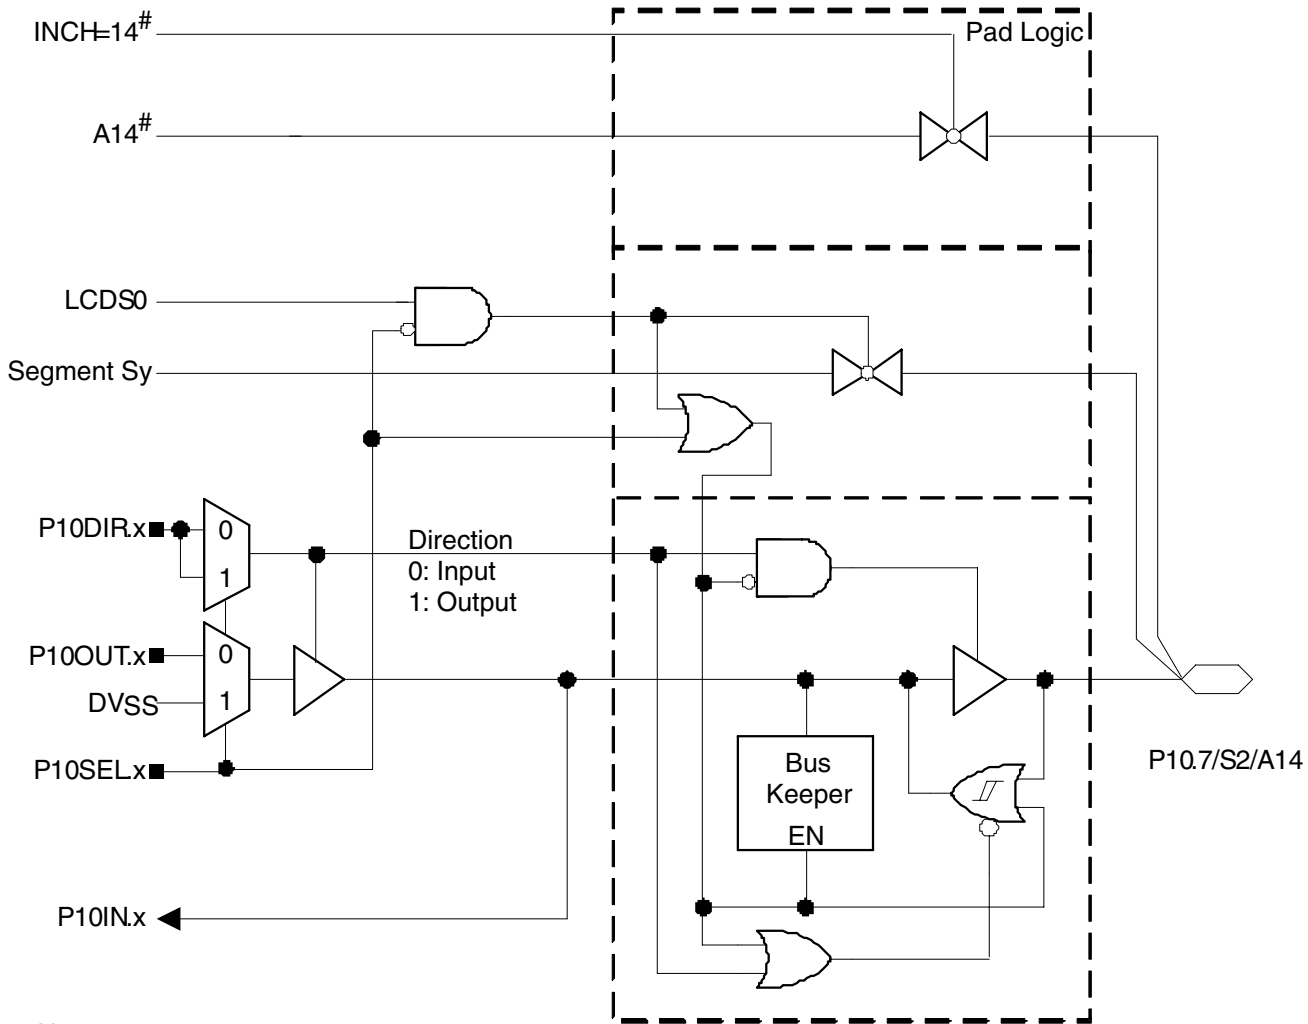 INCH=14#
Pad Logic
A14#
LCDS0
Segment Sy
P10DIR.x
0
1
Direction
0: Input
1: Output
P10OUT.x
0
DVSS
1
P10SEL.x
Bus
Keeper
EN
P10.7/S2/A14
P10IN.x